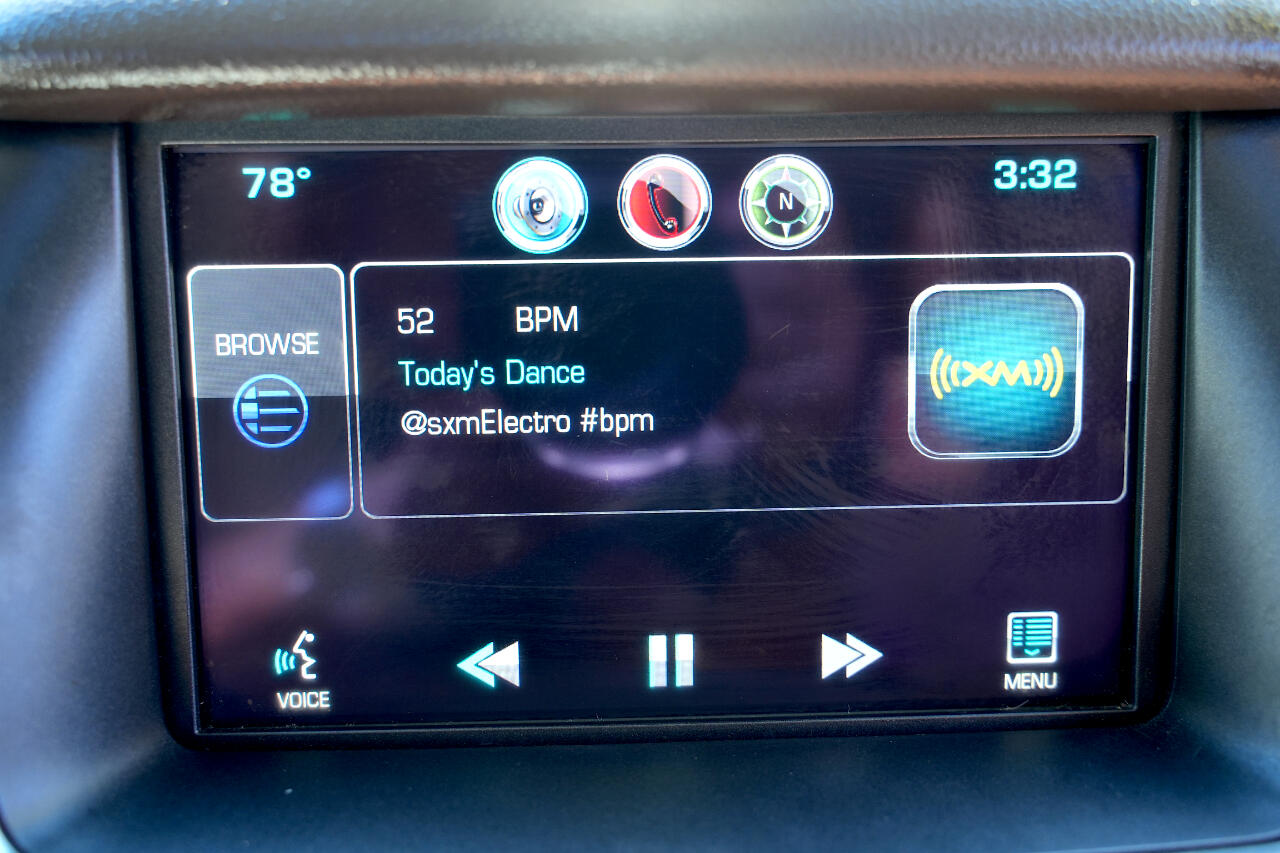 78°
N
3:32
BROWSE
52 BPM
Today's Dance
@sxmElectro #bpm
((( XM )))
VOICE
MENU